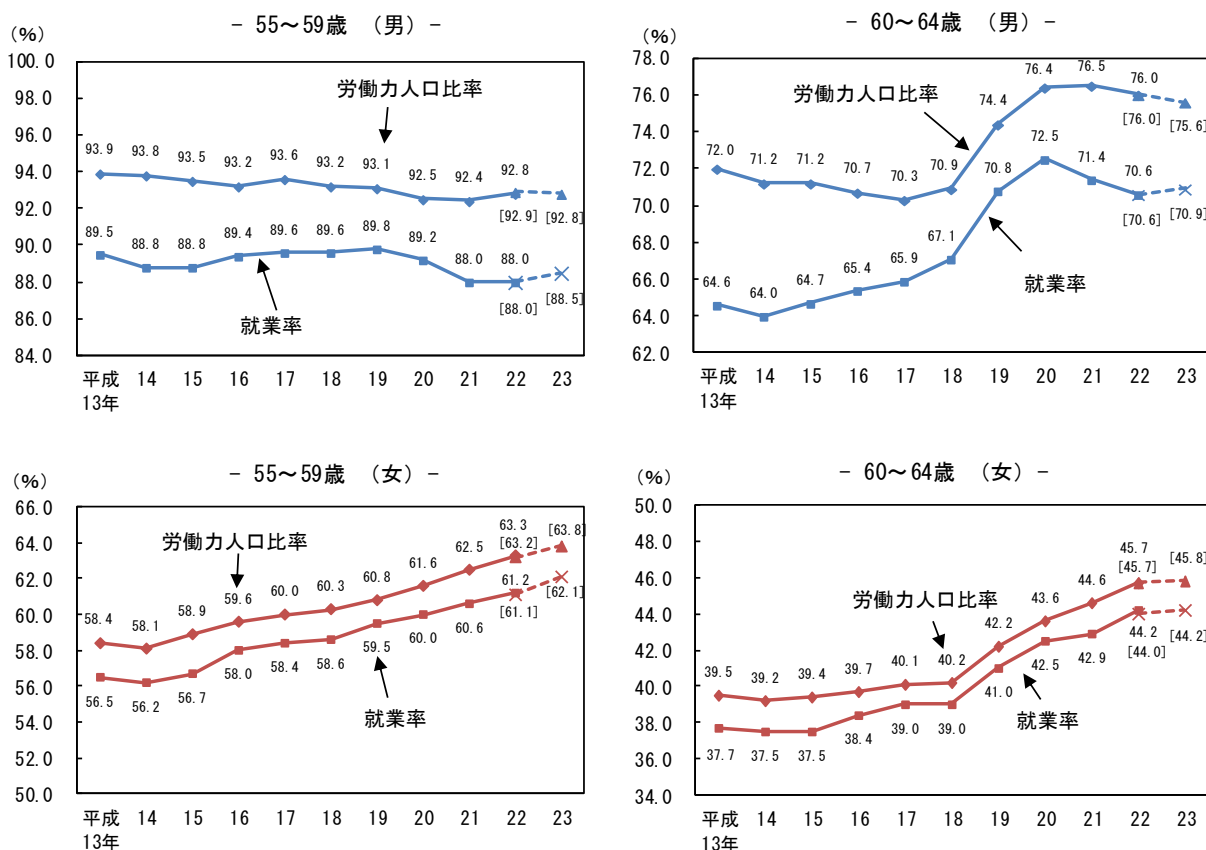 - 55～59歳 （男） -
(%)
100.0
98.0
96.0
94.0
92.0
90.0
88.0
86.0
84.0
労働力人口比率
93.9 93.8 93.5 93.2 93.6 93.2 93.1 92.5 92.4 92.8
[92.9] [92.8]
89.5 88.8 88.8 89.4 89.6 89.6 89.8 89.2 88.0 88.0
[88.0] [88.5]
就業率
平成 14 15 16 17 18 19 20 21 22 23
13年
- 60～64歳 （男） -
(%)
78.0
76.0
74.0
72.0
70.0
68.0
66.0
64.0
62.0
労働力人口比率
72.0 71.2 71.2 70.7 70.3 70.9 74.4 76.4 76.5 76.0
[76.0] [75.6]
64.6 64.0 64.7 65.4 65.9 67.1 70.8 72.5 71.4 70.6
[70.6] [70.9]
就業率
平成 14 15 16 17 18 19 20 21 22 23
13年
- 55～59歳 （女） -
(%)
66.0
64.0
62.0
60.0
58.0
56.0
54.0
52.0
50.0
労働力人口比率
58.4 58.1 58.9 59.6 60.0 60.3 60.8 61.6 62.5 63.3
[63.2] [63.8]
56.5 56.2 56.7 58.0 58.4 58.6 59.5 60.0 60.6 61.2
[61.1] [62.1]
就業率
平成 14 15 16 17 18 19 20 21 22 23
13年
- 60～64歳 （女） -
(%)
50.0
48.0
46.0
44.0
42.0
40.0
38.0
36.0
34.0
労働力人口比率
39.5 39.2 39.4 39.7 40.1 40.2 42.2 43.6 44.6 45.7
[45.7] [45.8]
37.7 37.5 37.5 38.4 39.0 39.0 41.0 42.5 42.9 44.2
[44.0] [44.2]
就業率
平成 14 15 16 17 18 19 20 21 22 23
13年